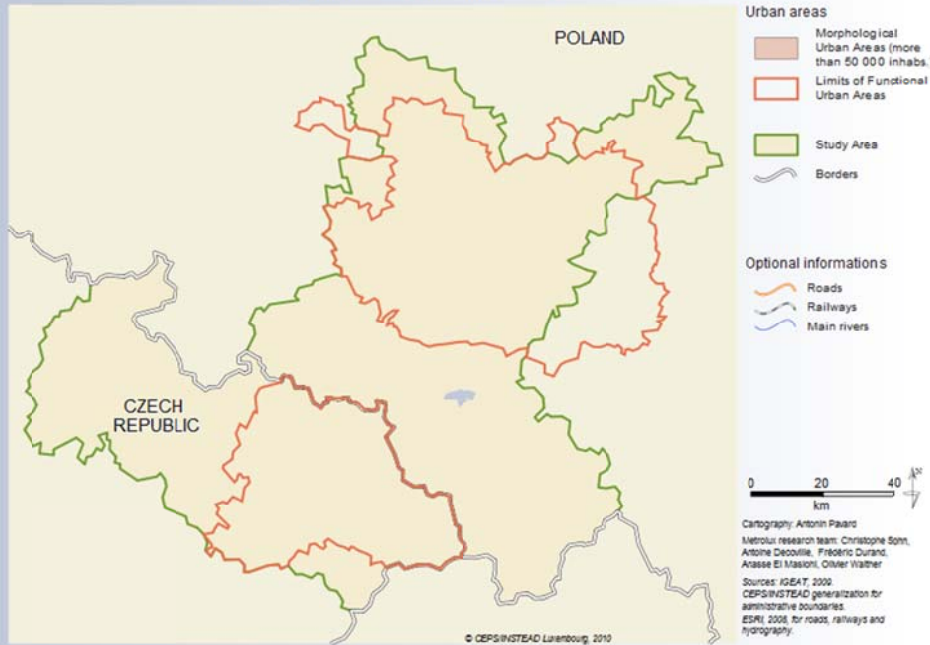 POLAND
CZECH
REPUBLIC
© CEPS/INSTEAD Luxembourg, 2010
Urban areas
Morphological
Urban Areas (more
than 50 000 inhabs.
Limits of Functional
Urban Areas
Study Area
Borders
Optional informations
Roads
Railways
Main rivers
0 20 40
km
N
Cartography: Antonin Pavard
Metrolux research team: Christophe Sohn,
Antoine Decoville, Frédéric Durand,
Anasse El Maslohi, Olivier Walther
Sources: IGEAT, 2009.
CEPS/INSTEAD generalization for
administrative boundaries.
ESRI, 2008, for roads, railways and
hydrography.